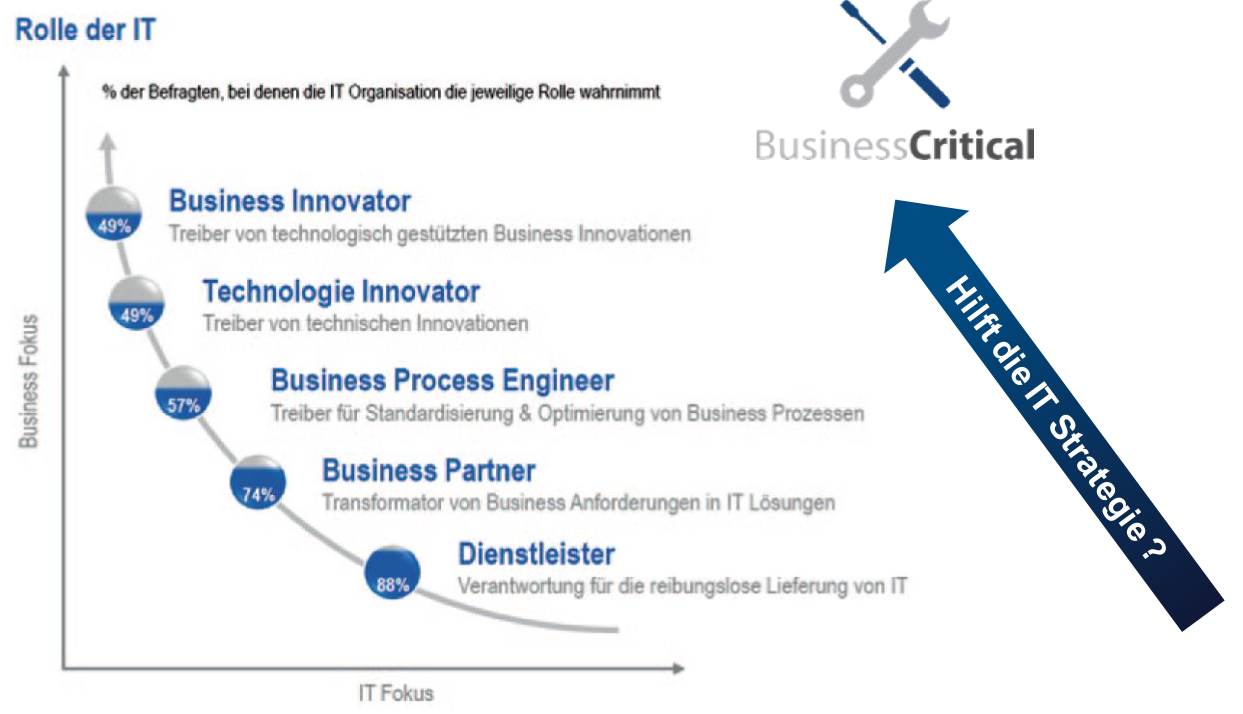 Rolle der IT
% der Befragten, bei denen die IT Organisation die jeweilige Rolle wahrnimmt
BusinessCritical
49%
Business Innovator
Treiber von technologisch gestützten Business Innovationen
49%
Technologie Innovator
Treiber von technischen Innovationen
57%
Business Process Engineer
Treiber für Standardisierung & Optimierung von Business Prozessen
74%
Business Partner
Transformator von Business Anforderungen in IT Lösungen
88%
Dienstleister
Verantwortung für die reibungslose Lieferung von IT
Business Fokus
IT Fokus
Hilft die IT Strategie ?